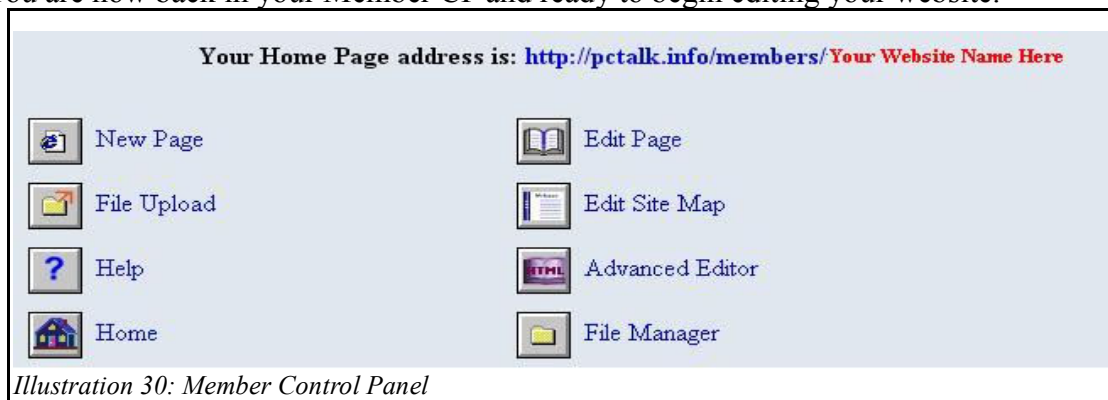 You are now back in your Member CP and ready to begin editing your website.
Your Home Page address is: http://pctalk.info/members/Your Website Name Here
New Page
Edit Page
File Upload
Edit Site Map
? Help
HTML Advanced Editor
Home
File Manager
Illustration 30: Member Control Panel